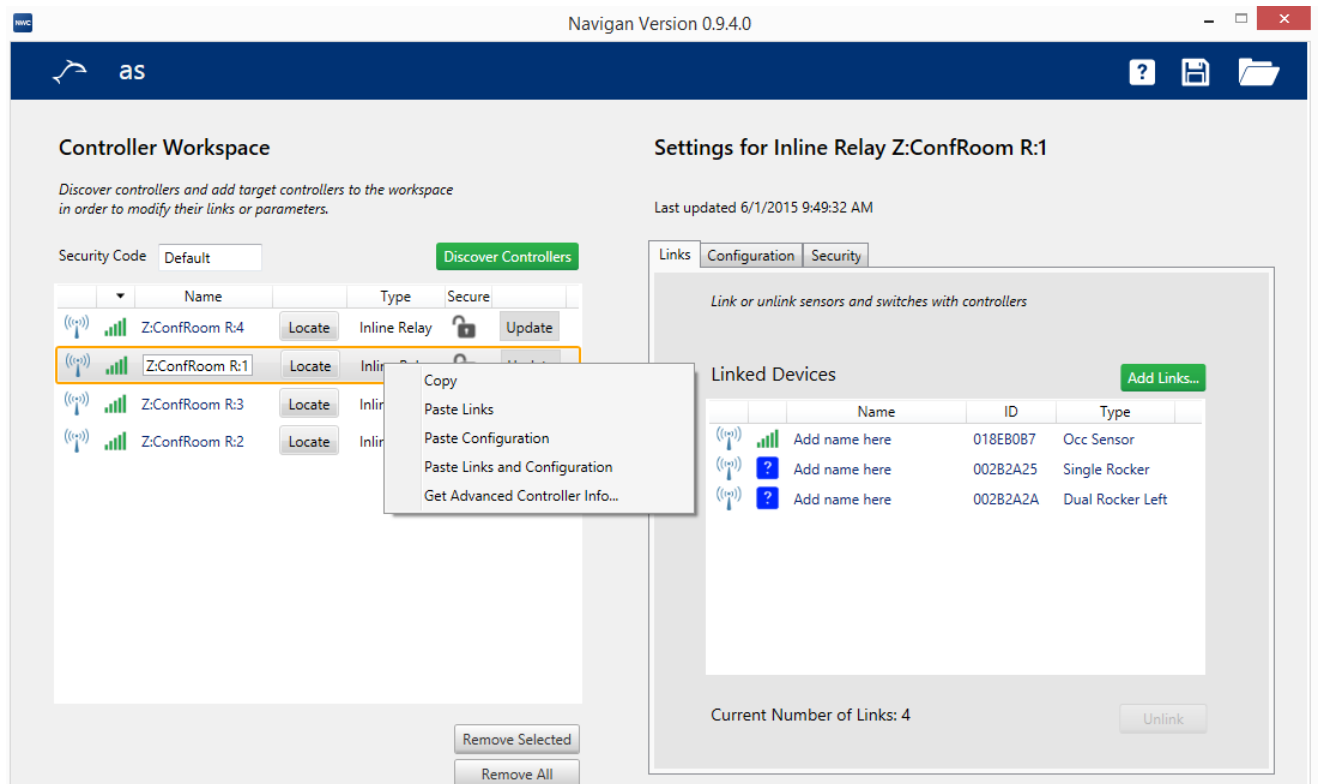 NWC
Navigan Version 0.9.4.0
as
?
Controller Workspace
Discover controllers and add target controllers to the workspace
in order to modify their links or parameters.
Security Code Default Discover Controllers
Name Type Secure
Z:ConfRoom R:4 Locate Inline Relay Update
Z:ConfRoom R:1 Locate
Z:ConfRoom R:3 Locate
Z:ConfRoom R:2 Locate
Copy
Paste Links
Paste Configuration
Paste Links and Configuration
Get Advanced Controller Info...
Remove Selected
Remove All
Settings for Inline Relay Z:ConfRoom R:1
Last updated 6/1/2015 9:49:32 AM
Links Configuration Security
Link or unlink sensors and switches with controllers
Linked Devices Add Links...
Name ID Type
Add name here 018EB0B7 Occ Sensor
? Add name here 002B2A25 Single Rocker
? Add name here 002B2A2A Dual Rocker Left
Current Number of Links: 4 Unlink